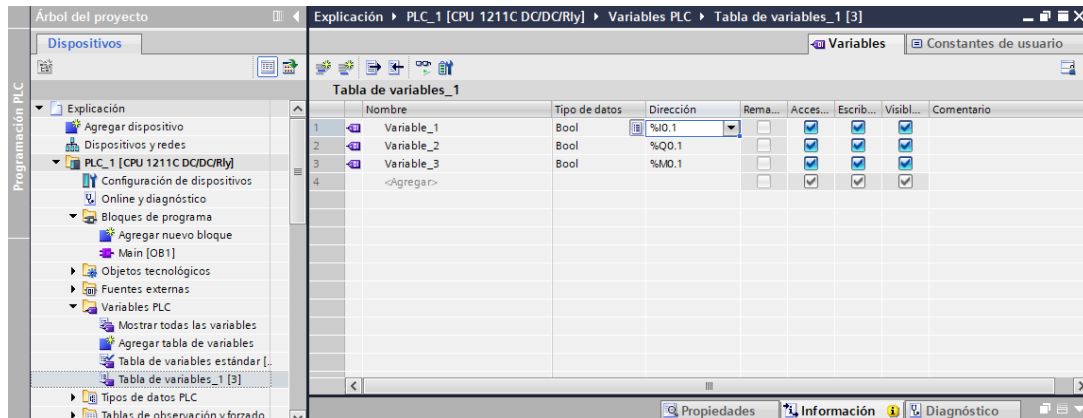 Árbol del proyecto
Explicación ▸ PLC_1 [CPU 1211C DC/DC/Rly] ▸ Variables PLC ▸ Tabla de variables_1 [3]
Dispositivos
Variables
Constantes de usuario
Programación PLC
Tabla de variables_1
Nombre Tipo de datos Dirección Rema... Acces... Escrib... Visibl... Comentario
1 Variable_1 Bool %I0.1
2 Variable_2 Bool %Q0.1
3 Variable_3 Bool %M0.1
4 <Agregar>
Explicación
Agregar dispositivo
Dispositivos y redes
PLC_1 [CPU 1211C DC/DC/Rly]
Configuración de dispositivos
Online y diagnóstico
Bloques de programa
Agregar nuevo bloque
Main [OB1]
Objetos tecnológicos
Fuentes externas
Variables PLC
Mostrar todas las variables
Agregar tabla de variables
Tabla de variables estándar [..
Tabla de variables_1 [3]
Tipos de datos PLC
Tablas de observación y forzado
Propiedades
Información
Diagnóstico